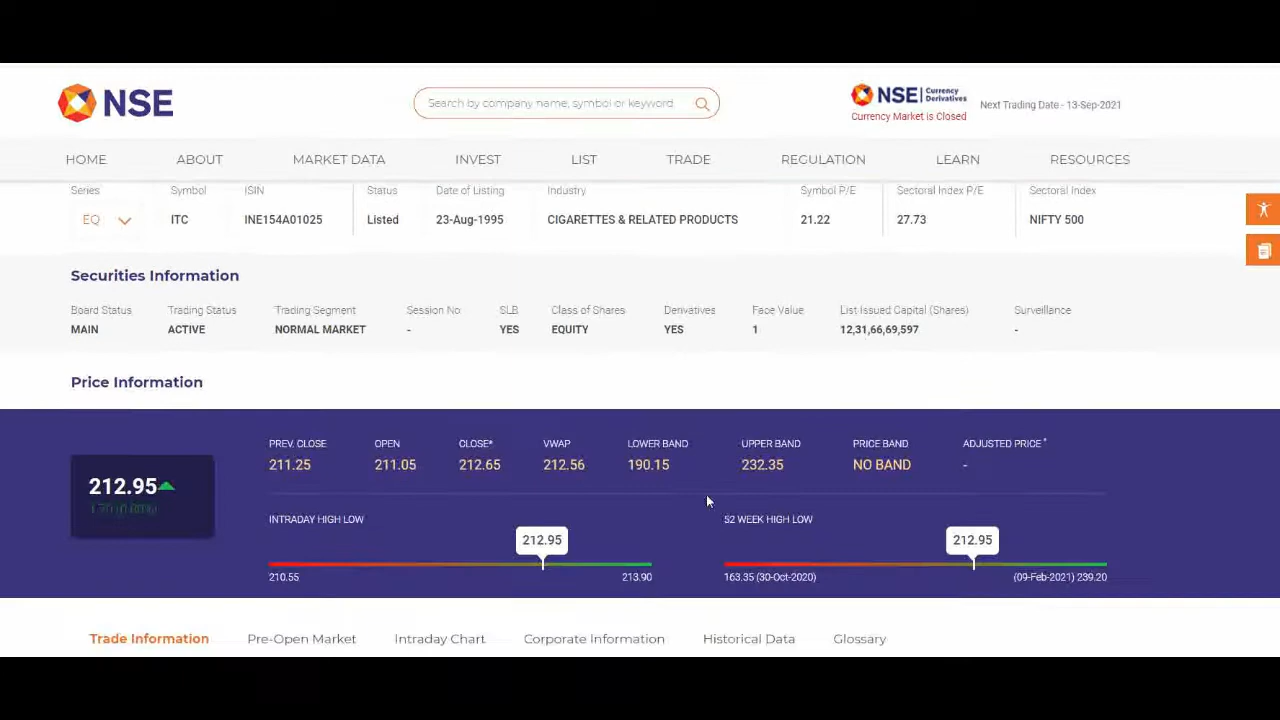 NSE
Search by company name, symbol or keyword
NSE Currency Derivatives
Currency Market is Closed
Next Trading Date - 13-Sep-2021
HOME ABOUT MARKET DATA INVEST LIST TRADE REGULATION LEARN RESOURCES
Series Symbol ISIN Status Date of Listing Industry Symbol P/E Sectoral Index P/E Sectoral Index
EQ ITC INE154A01025 Listed 23-Aug-1995 CIGARETTES & RELATED PRODUCTS 21.22 27.73 NIFTY 500
Securities Information
Board Status Trading Status Trading Segment Session No SLB Class of Shares Derivatives Face Value List Issued Capital (Shares) Surveillance
MAIN ACTIVE NORMAL MARKET - YES EQUITY YES 1 12,31,66,69,597 -
Price Information
PREV. CLOSE OPEN CLOSE* VWAP LOWER BAND UPPER BAND PRICE BAND ADJUSTED PRICE*
211.25 211.05 212.65 212.56 190.15 232.35 NO BAND -
212.95
1.70 (0.80%)
INTRADAY HIGH LOW 52 WEEK HIGH LOW
212.95 212.95
210.55 213.90 163.35 (30-Oct-2020) (09-Feb-2021) 239.20
Trade Information Pre-Open Market Intraday Chart Corporate Information Historical Data Glossary